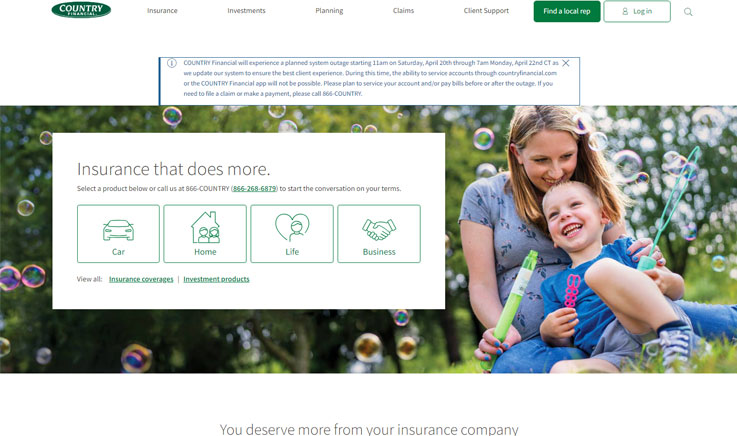 COUNTRY
FINANCIAL
Insurance
Investments
Planning
Claims
Client Support
Find a local rep
Log in
COUNTRY Financial will experience a planned system outage starting 11am on Saturday, April 20th through 7am Monday, April 22nd CT as
we update our system to ensure the best client experience. During this time, the ability to service accounts through countryfinancial.com
or the COUNTRY Financial app will not be possible. Please plan to service your account and/or pay bills before or after the outage. If you
need to file a claim or make a payment, please call 866-COUNTRY.
Insurance that does more.
Select a product below or call us at 866-COUNTRY (866-268-6879) to start the conversation on your terms.
Car
Home
Life
Business
View all: Insurance coverages | Investment products
You deserve more from your insurance company